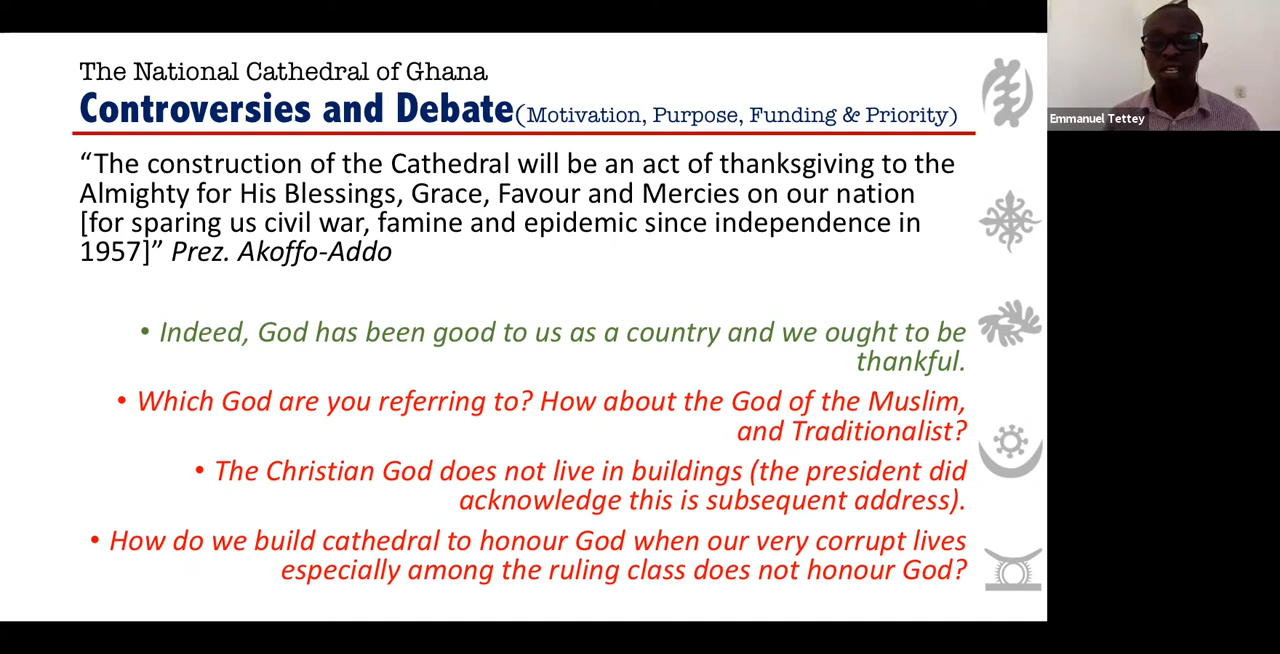 The National Cathedral of Ghana
Controversies and Debate(Motivation, Purpose, Funding & Priority)
“The construction of the Cathedral will be an act of thanksgiving to the
Almighty for His Blessings, Grace, Favour and Mercies on our nation
[for sparing us civil war, famine and epidemic since independence in
1957]” Prez. Akoffo-Addo
• Indeed, God has been good to us as a country and we ought to be
thankful.
• Which God are you referring to? How about the God of the Muslim,
and Traditionalist?
• The Christian God does not live in buildings (the president did
acknowledge this is subsequent address).
• How do we build cathedral to honour God when our very corrupt lives
especially among the ruling class does not honour God?
Emmanuel Tettey